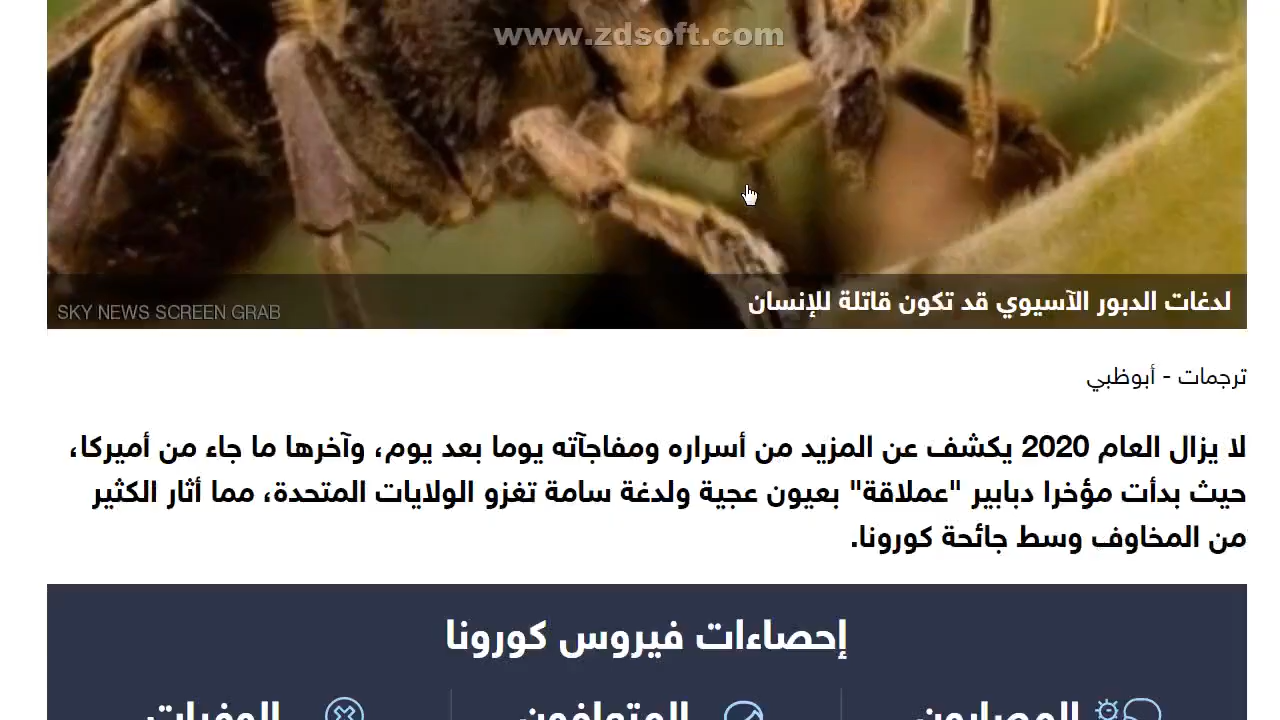 www.zdsoft.com
لدغات الدبور الآسيوي قد تكون قاتلة للإنسان
SKY NEWS SCREEN GRAB
ترجمات - أبوظبي
لا يزال العام 2020 يكشف عن المزيد من أسراره ومفاجآته يوما بعد يوم، وآخرها ما جاء من أميركا،
حيث بدأت مؤخرا دبابير "عملاقة" بعيون عجيبة ولدغة سامة تغزو الولايات المتحدة، مما أثار الكثير
من المخاوف وسط جائحة كورونا.
إحصاءات فيروس كورونا
المصابون
المتعافون
الوفيات